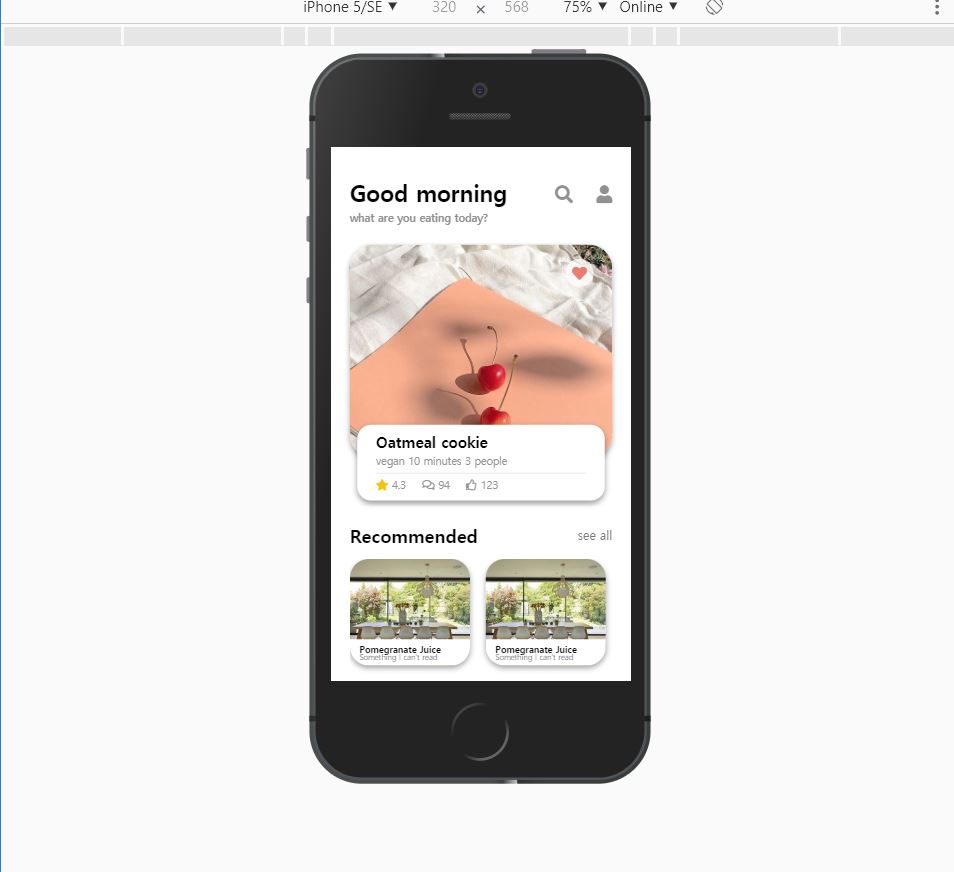 iPhone 5/SE ▼ 320 × 568 75% ▼ Online ▼
Good morning
what are you eating today?
Oatmeal cookie
vegan 10 minutes 3 people
4.3 94 123
Recommended see all
Pomegranate Juice Pomegranate Juice
Something i can't read Something i can't read